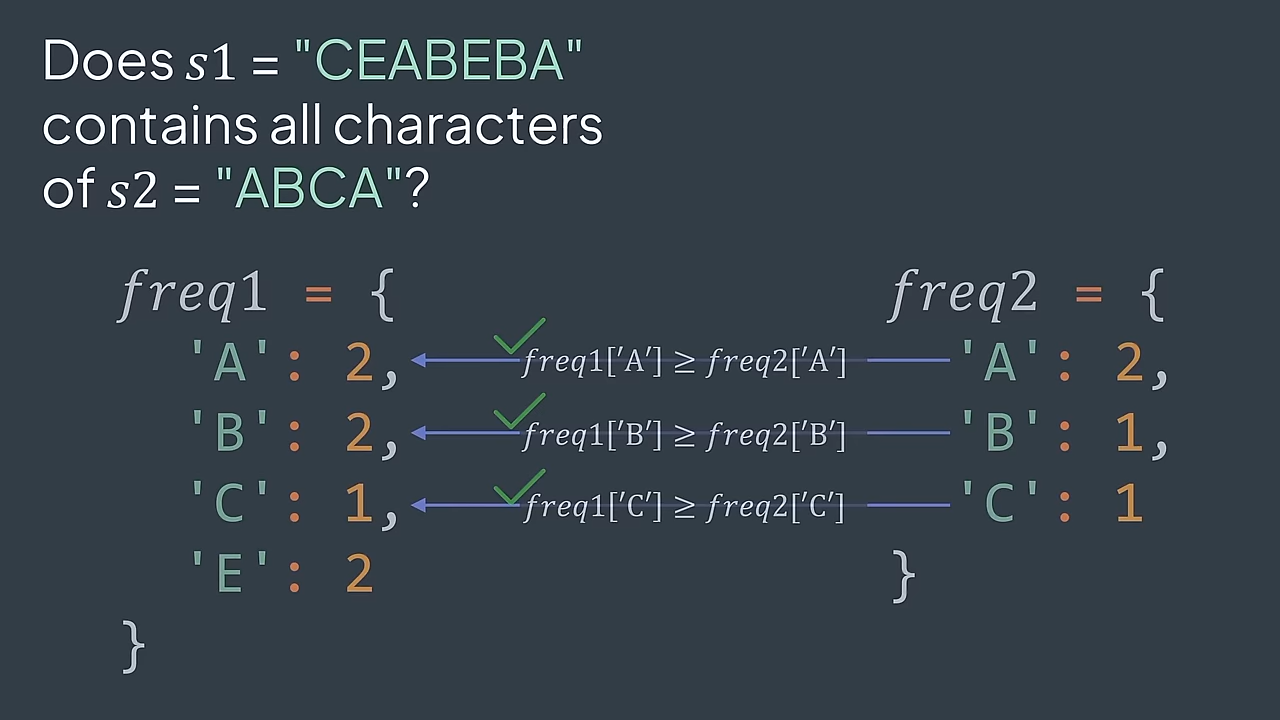 Does s1 = "CEABEBA"
contains all characters
of s2 = "ABCA"?
freq1 = {
'A': 2,
'B': 2,
'C': 1,
'E': 2
}
freq1['A'] ≥ freq2['A']
freq1['B'] ≥ freq2['B']
freq1['C'] ≥ freq2['C']
freq2 = {
'A': 2,
'B': 1,
'C': 1
}